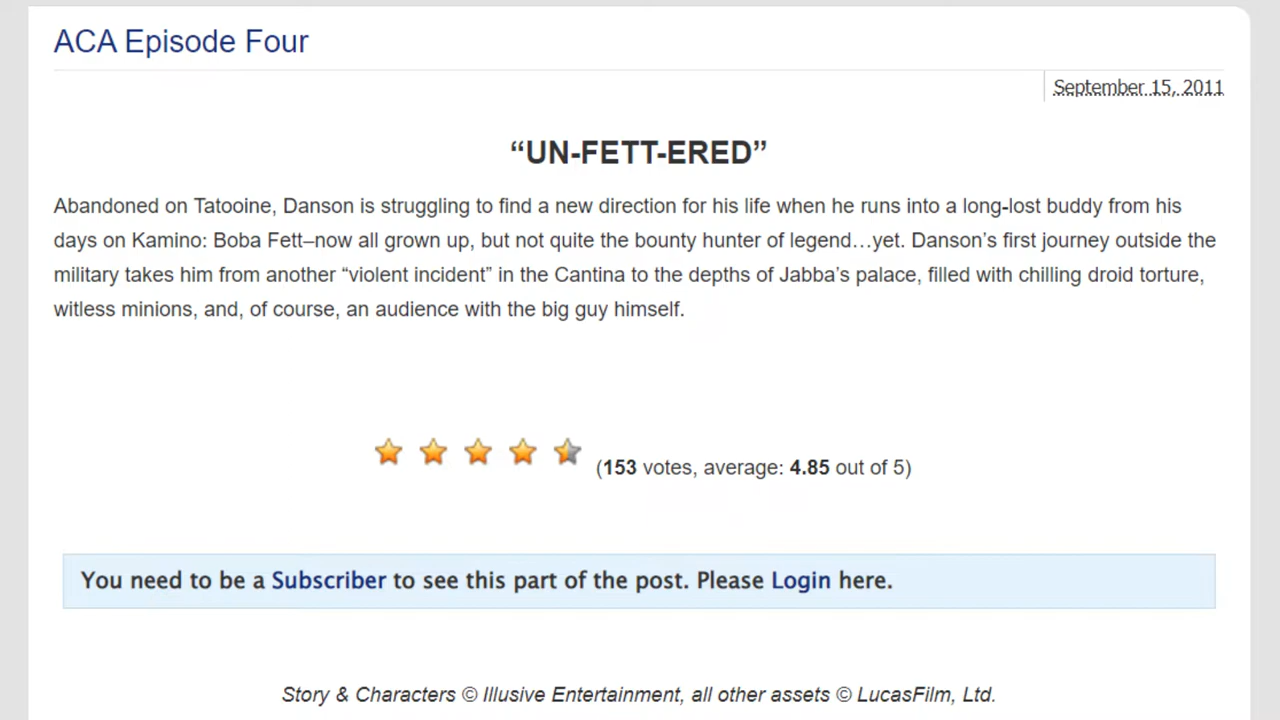 ACA Episode Four
September 15, 2011
“UN-FETT-ERED”
Abandoned on Tatooine, Danson is struggling to find a new direction for his life when he runs into a long-lost buddy from his
days on Kamino: Boba Fett–now all grown up, but not quite the bounty hunter of legend…yet. Danson’s first journey outside the
military takes him from another “violent incident” in the Cantina to the depths of Jabba’s palace, filled with chilling droid torture,
witless minions, and, of course, an audience with the big guy himself.
(153 votes, average: 4.85 out of 5)
You need to be a Subscriber to see this part of the post. Please Login here.
Story & Characters © Illusive Entertainment, all other assets © LucasFilm, Ltd.